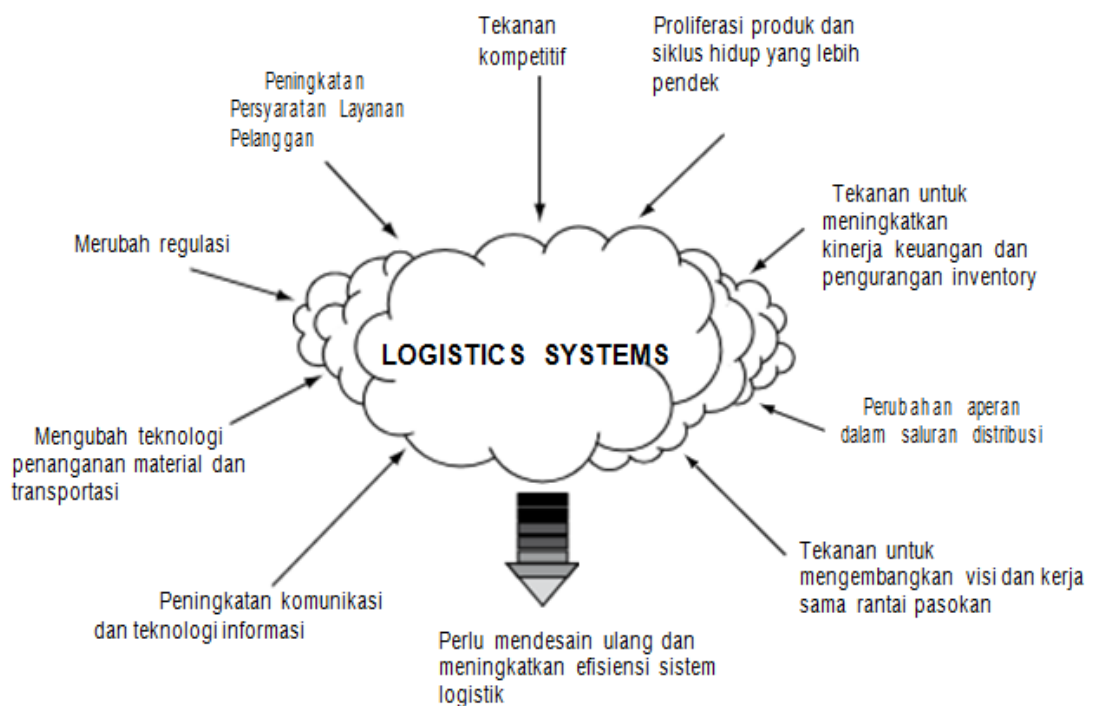 Tekanan
kompetitif
Proliferasi produk dan
siklus hidup yang lebih
pendek
Peningkatan
Persyaratan Layanan
Pelanggan
Tekanan untuk
meningkatkan
kinerja keuangan dan
pengurangan inventory
Merubah regulasi
LOGISTICS SYSTEMS
Perubahan aperan
dalam saluran distribusi
Mengubah teknologi
penanganan material dan
transportasi
Tekanan untuk
mengembangkan visi dan kerja
sama rantai pasokan
Peningkatan komunikasi
dan teknologi informasi
Perlu mendesain ulang dan
meningkatkan efisiensi sistem
logistik